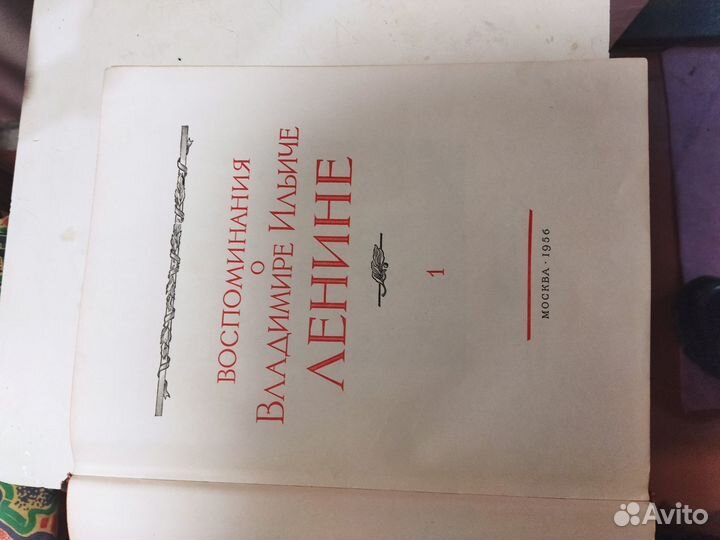 ВОСПОМИНАНИЯ
О
ВЛАДИМИРЕ ИЛЬИЧЕ
ЛЕНИНЕ
1
МОСКВА · 1956
Avito